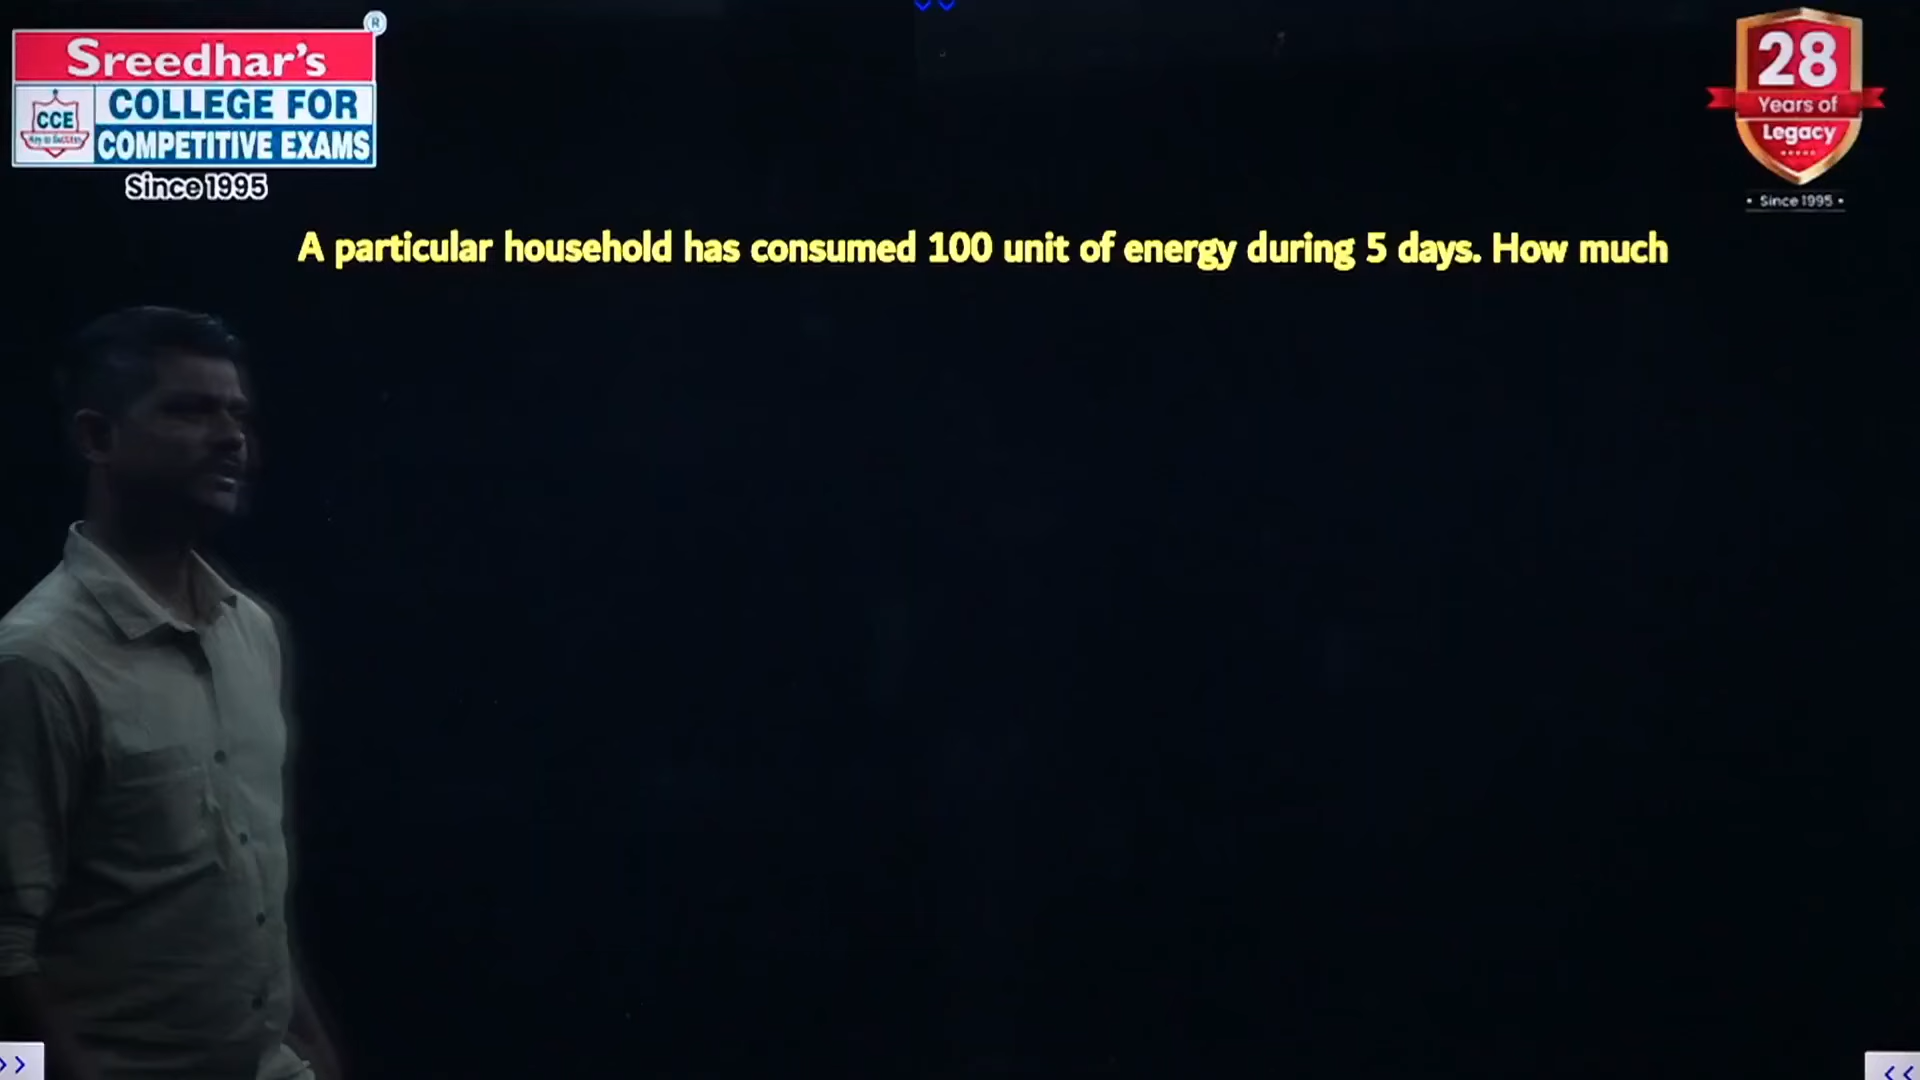 Sreedhar's
®
CCE
COLLEGE FOR
COMPETITIVE EXAMS
Since 1995
28
Years of
Legacy
• Since 1995 •
A particular household has consumed 100 unit of energy during 5 days. How much